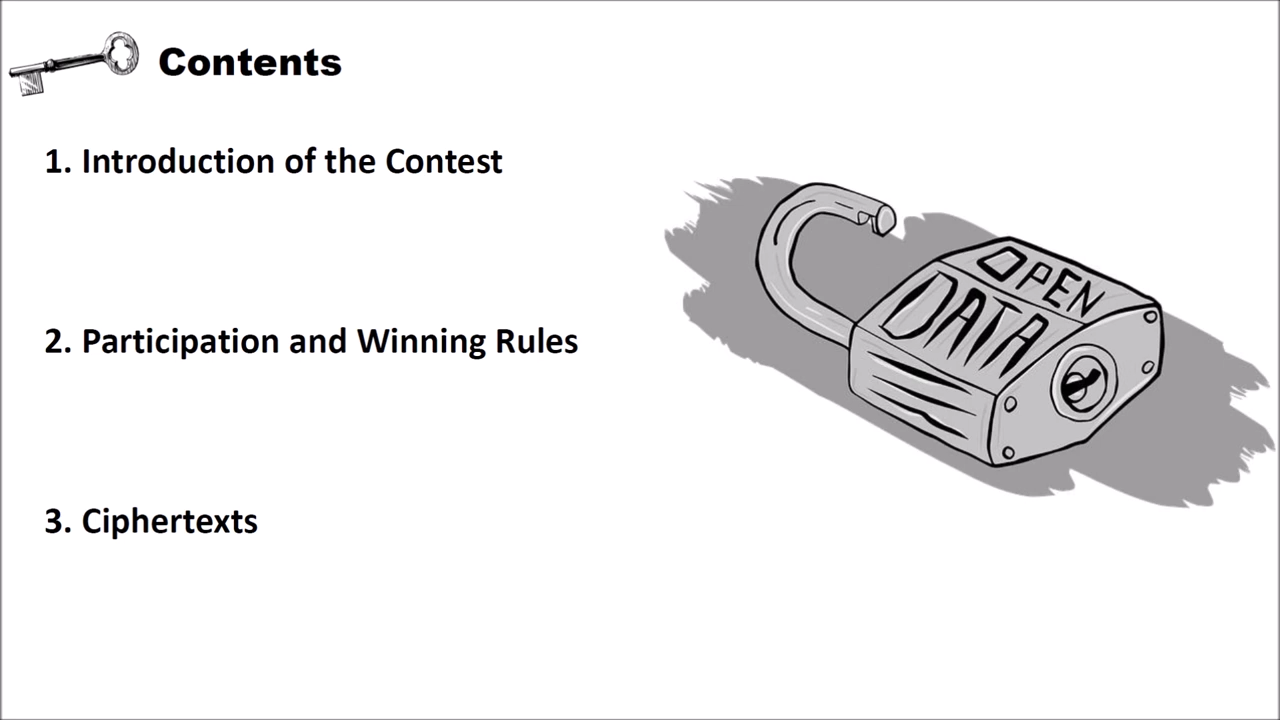 Contents
1. Introduction of the Contest
2. Participation and Winning Rules
3. Ciphertexts
OPEN
DATA